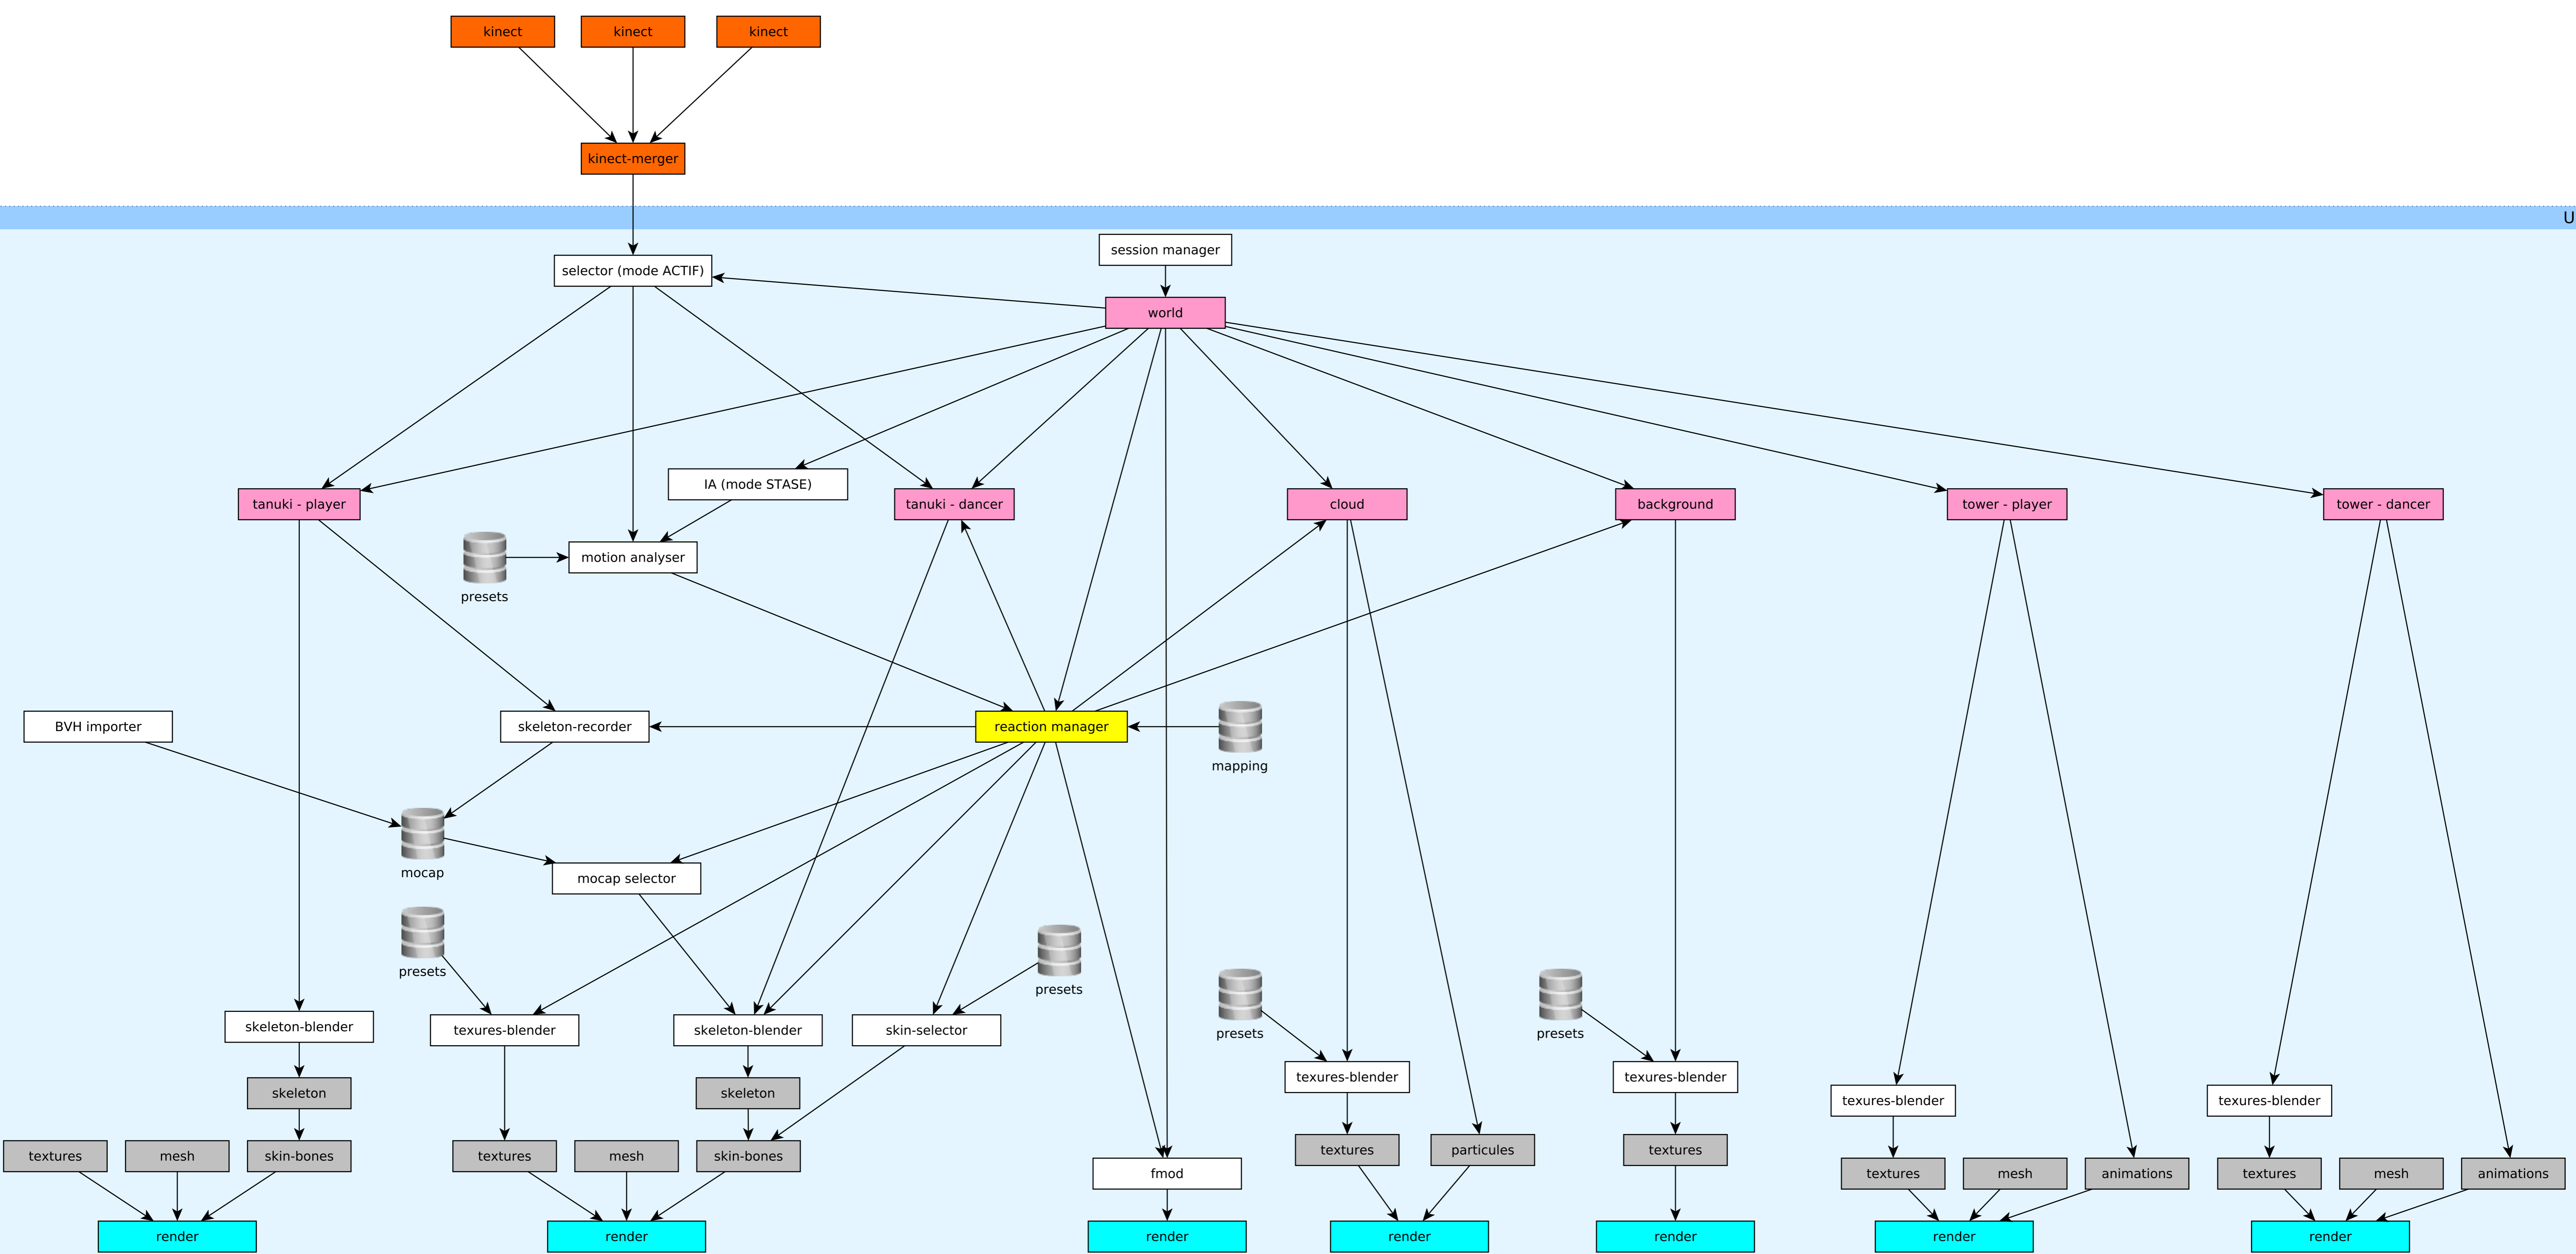 kinect
kinect
kinect
kinect-merger
U
session manager
selector (mode ACTIF)
world
IA (mode STASE)
tanuki - player
tanuki - dancer
cloud
background
tower - player
tower - dancer
motion analyser
presets
BVH importer
skeleton-recorder
reaction manager
mapping
mocap
mocap selector
presets
presets
skeleton-blender
texures-blender
skeleton-blender
skin-selector
presets
presets
texures-blender
texures-blender
skeleton
skeleton
texures-blender
texures-blender
textures
mesh
skin-bones
textures
mesh
skin-bones
textures
particules
textures
fmod
textures
mesh
animations
textures
mesh
animations
render
render
render
render
render
render
render